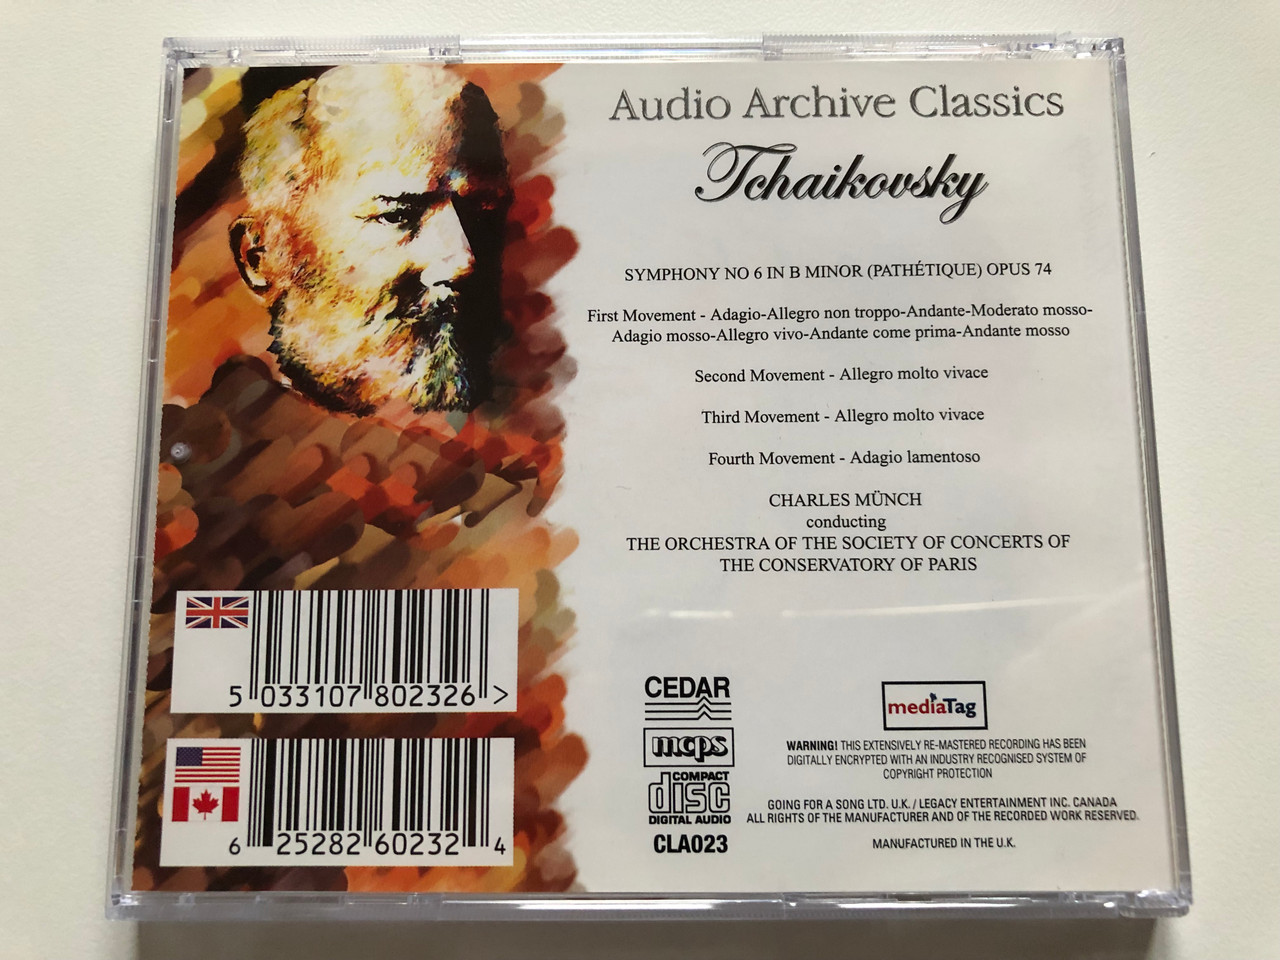 Audio Archive Classics
Tchaikovsky
SYMPHONY NO 6 IN B MINOR (PATHÉTIQUE) OPUS 74
First Movement - Adagio-Allegro non troppo-Andante-Moderato mosso-
Adagio mosso-Allegro vivo-Andante come prima-Andante mosso
Second Movement - Allegro molto vivace
Third Movement - Allegro molto vivace
Fourth Movement - Adagio lamentoso
CHARLES MÜNCH
conducting
THE ORCHESTRA OF THE SOCIETY OF CONCERTS OF
THE CONSERVATORY OF PARIS
5 033107 802326 >
6 25282 60232 4
CEDAR
mcps
COMPACT
disc
DIGITAL AUDIO
CLA023
mediaTag
WARNING! THIS EXTENSIVELY RE-MASTERED RECORDING HAS BEEN
DIGITALLY ENCRYPTED WITH AN INDUSTRY RECOGNISED SYSTEM OF
COPYRIGHT PROTECTION
GOING FOR A SONG LTD. U.K. / LEGACY ENTERTAINMENT INC. CANADA
ALL RIGHTS OF THE MANUFACTURER AND OF THE RECORDED WORK RESERVED.
MANUFACTURED IN THE U.K.